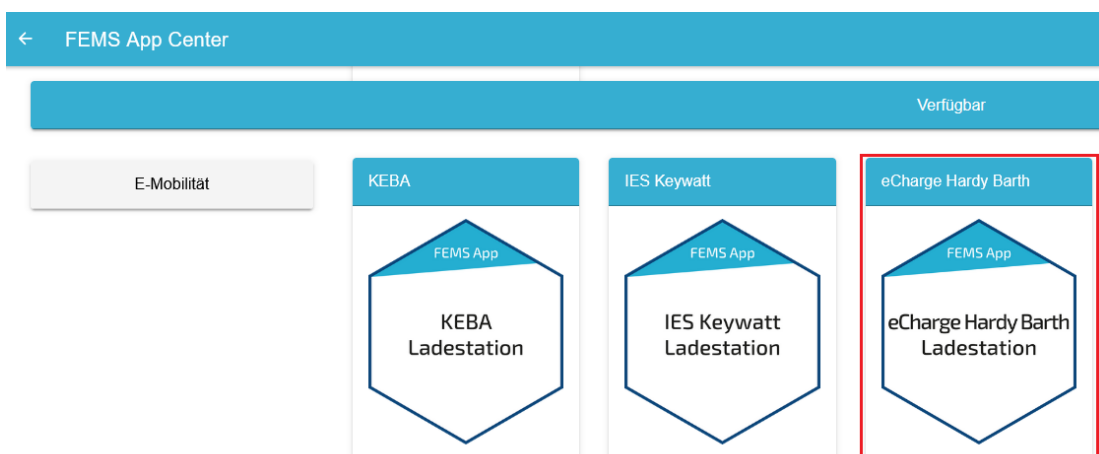 FEMS App Center
Verfügbar
E-Mobilität
KEBA
IES Keywatt
eCharge Hardy Barth
FEMS App
KEBA
Ladestation
FEMS App
IES Keywatt
Ladestation
FEMS App
eCharge Hardy Barth
Ladestation